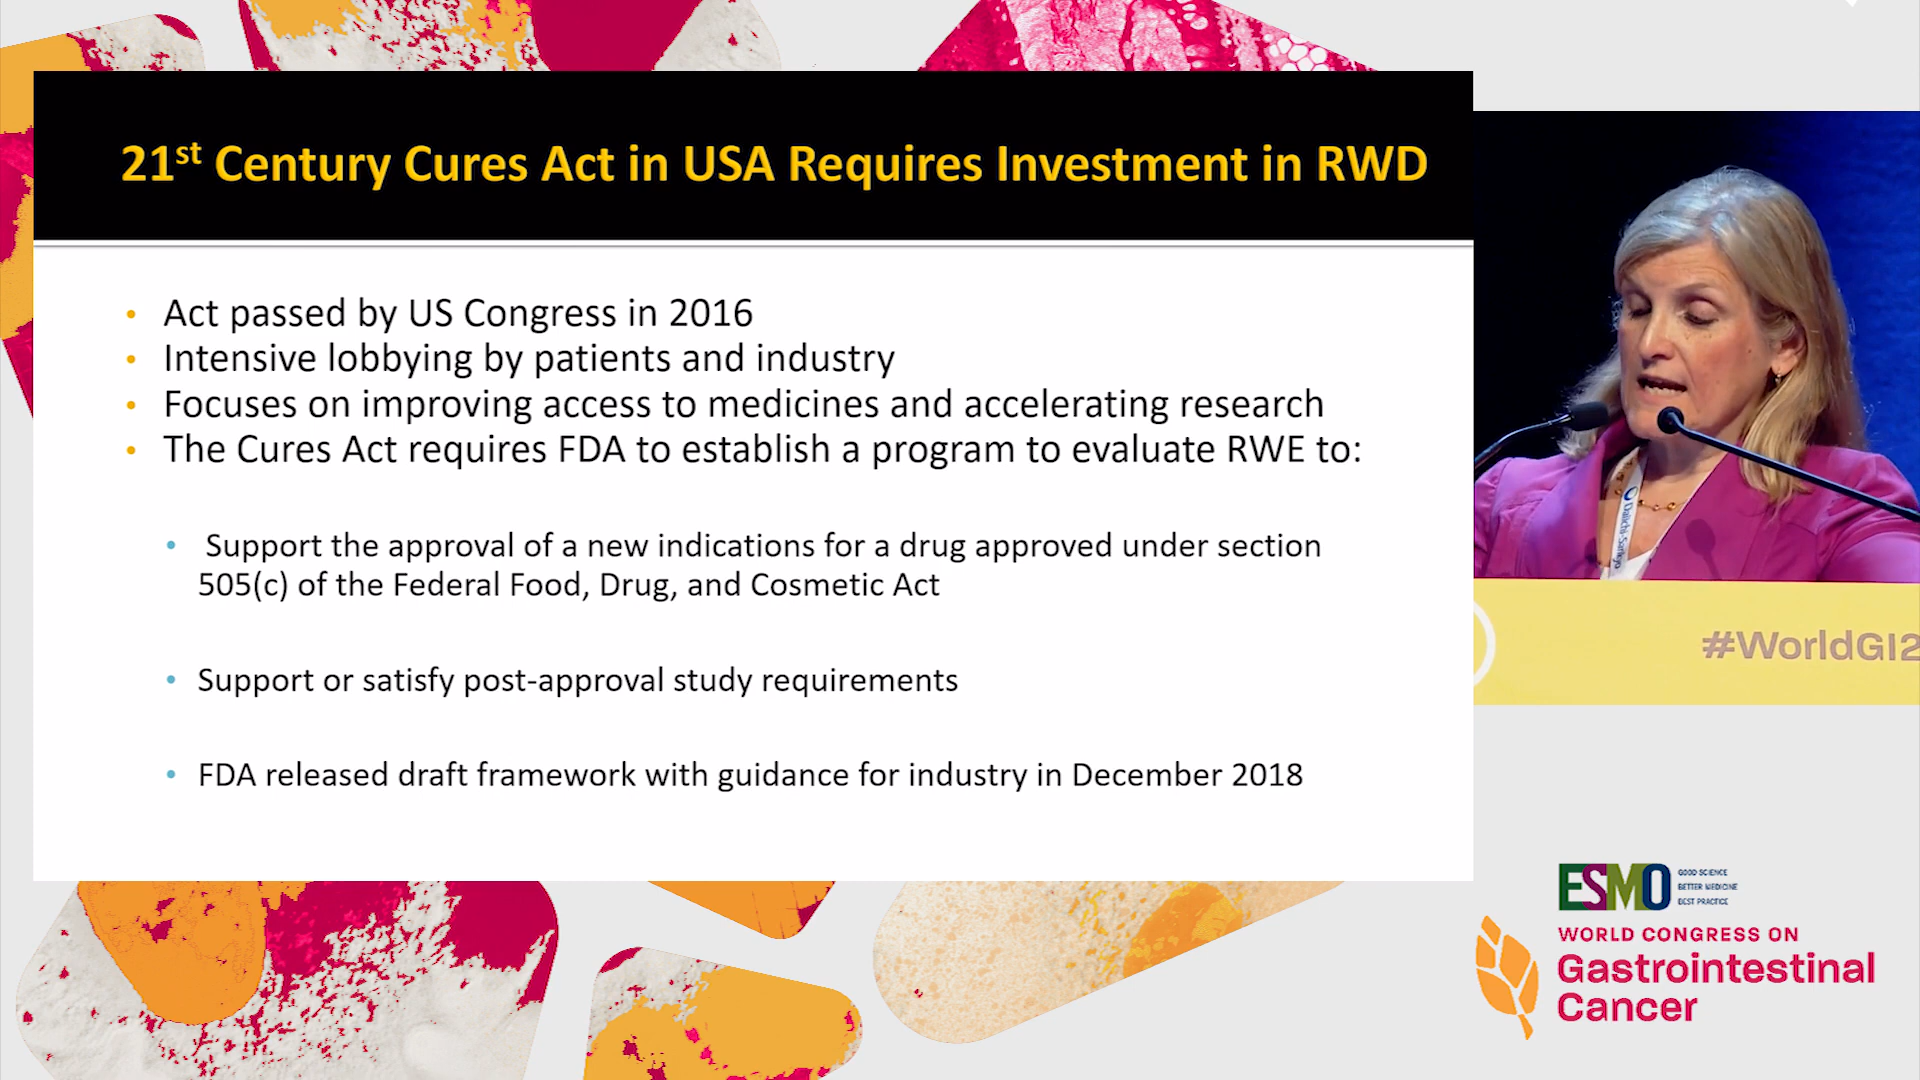 21st Century Cures Act in USA Requires Investment in RWD
• Act passed by US Congress in 2016
• Intensive lobbying by patients and industry
• Focuses on improving access to medicines and accelerating research
• The Cures Act requires FDA to establish a program to evaluate RWE to:
• Support the approval of a new indications for a drug approved under section
505(c) of the Federal Food, Drug, and Cosmetic Act
• Support or satisfy post-approval study requirements
• FDA released draft framework with guidance for industry in December 2018
Daiichi-Sankyo
#WorldGI2
ESMO
GOOD SCIENCE
BETTER MEDICINE
BEST PRACTICE
WORLD CONGRESS ON
Gastrointestinal
Cancer